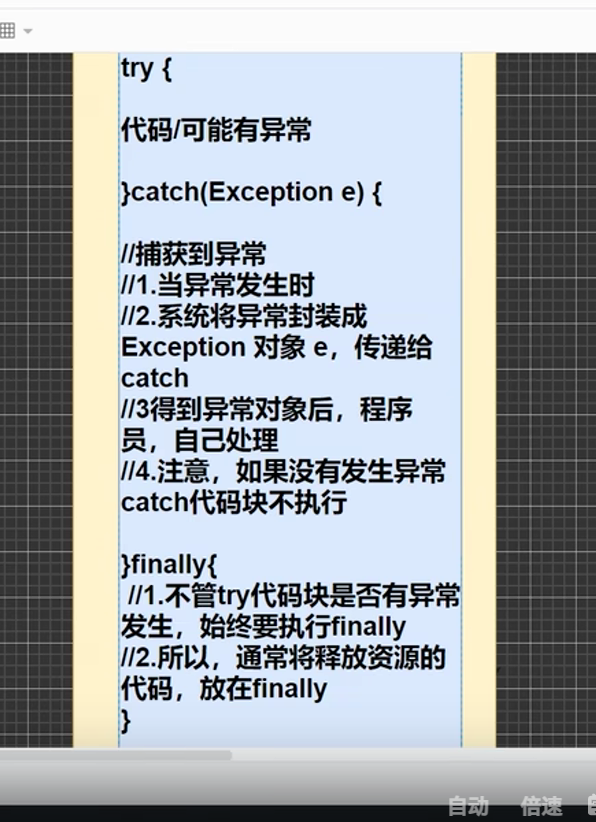 try {
代码/可能有异常
}catch(Exception e) {
//捕获到异常
//1.当异常发生时
//2.系统将异常封装成
Exception 对象 e，传递给
catch
//3得到异常对象后，程序
员，自己处理
//4.注意，如果没有发生异常
catch代码块不执行
}finally{
//1.不管try代码块是否有异常
发生，始终要执行finally
//2.所以，通常将释放资源的
代码，放在finally
}
自动 倍速